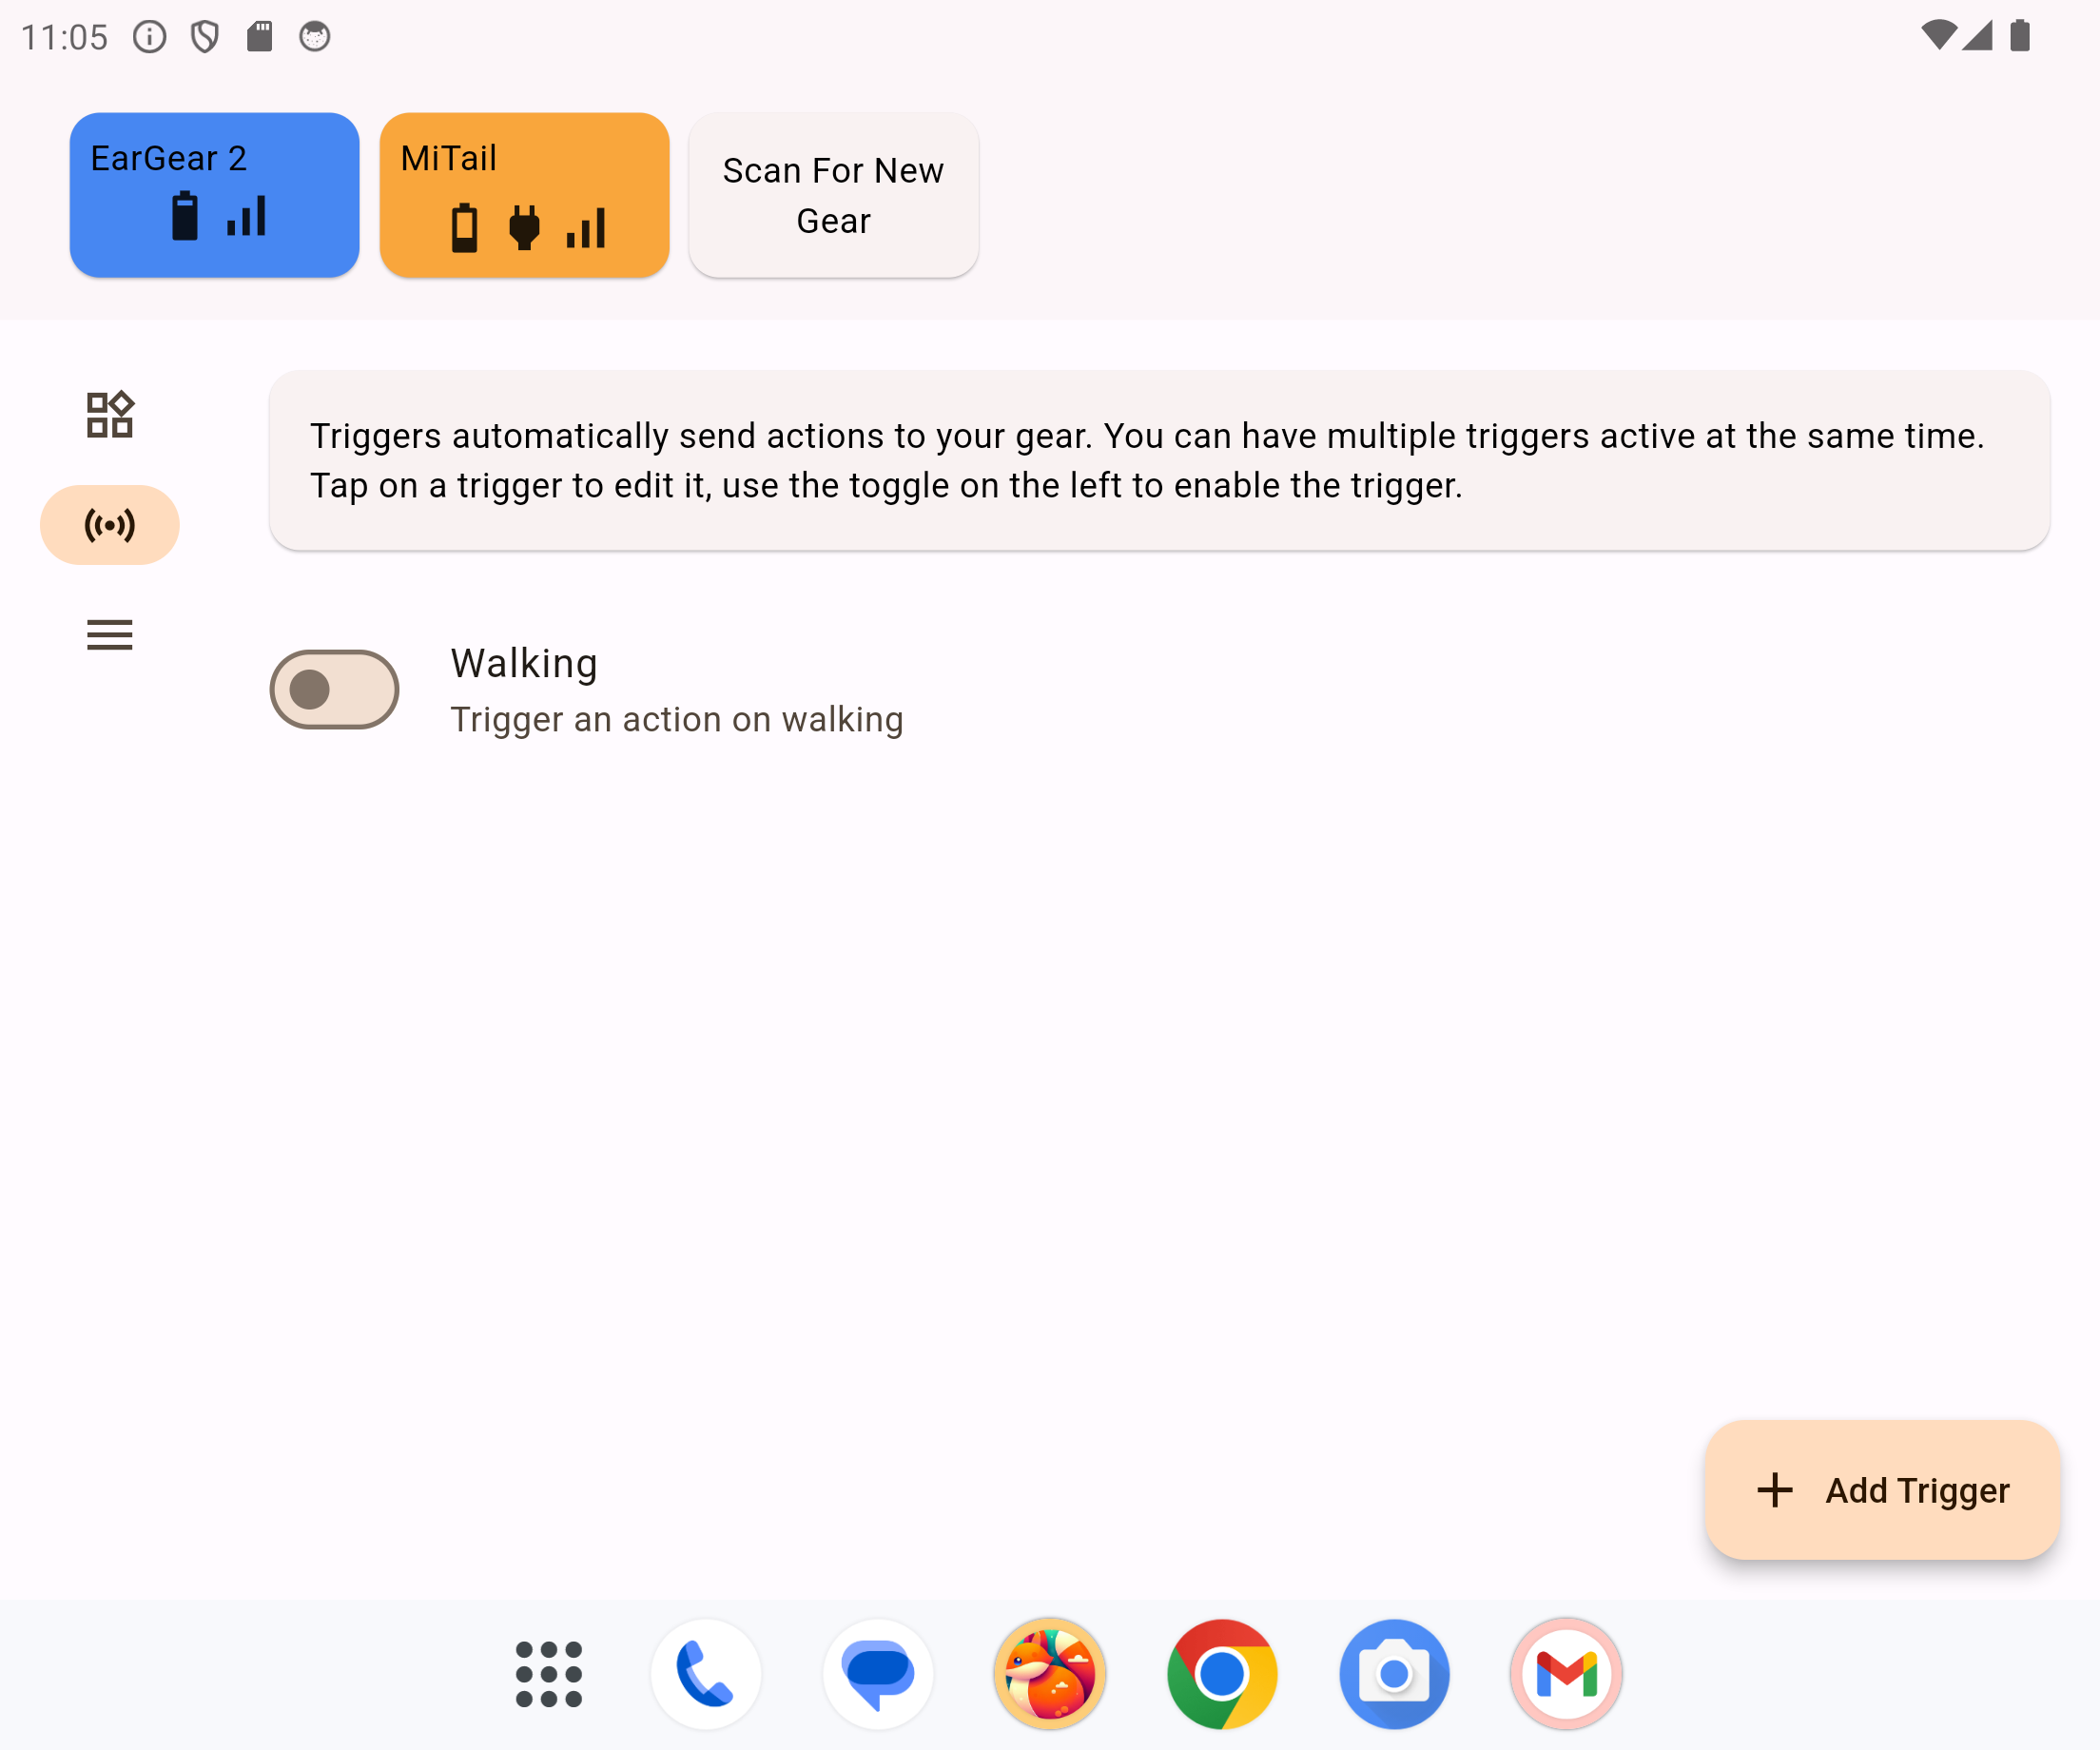 11:05
EarGear 2
MiTail
Scan For New
Gear
Triggers automatically send actions to your gear. You can have multiple triggers active at the same time.
Tap on a trigger to edit it, use the toggle on the left to enable the trigger.
Walking
Trigger an action on walking
Add Trigger